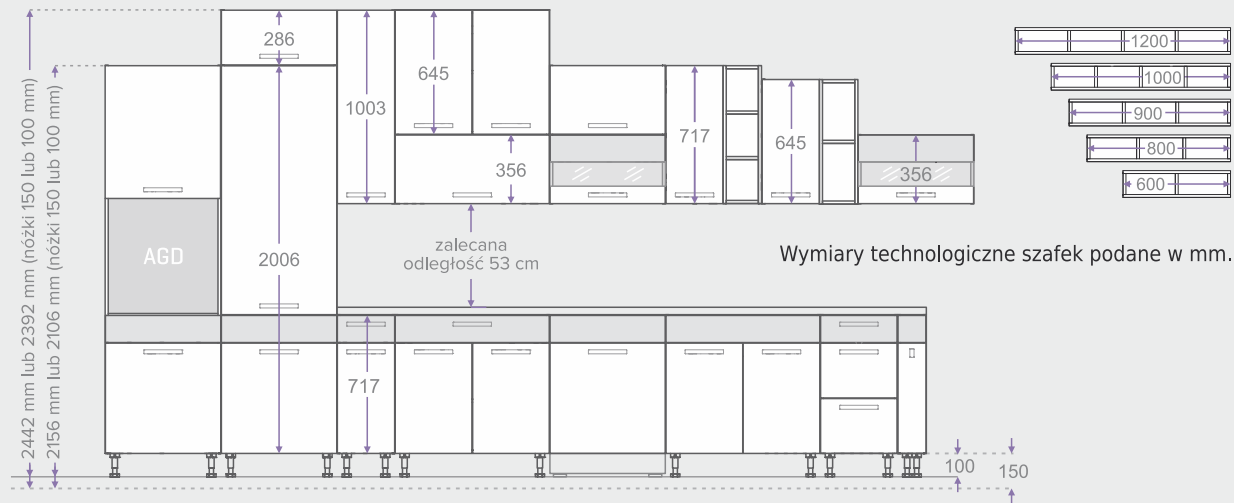 2442 mm lub 2392 mm (nóżki 150 lub 100 mm)
2156 mm lub 2106 mm (nóżki 150 lub 100 mm)
286
1003
645
356
717
645
356
1200
1000
900
800
600
AGD
2006
zalecana
odległość 53 cm
Wymiary technologiczne szafek podane w mm.
717
100
150